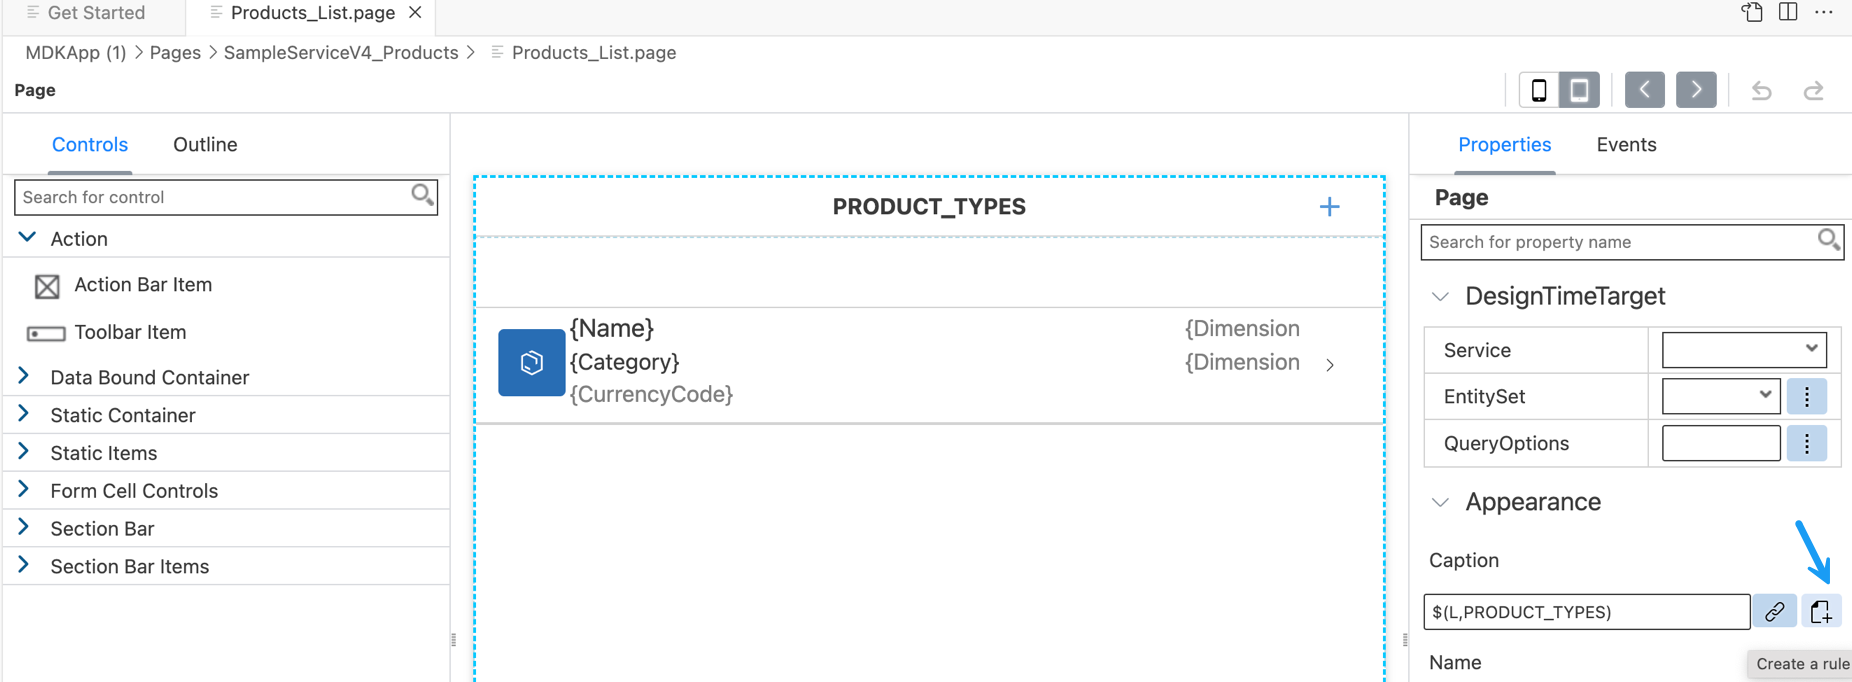 Get Started
Products_List.page
MDKApp (1) > Pages > SampleServiceV4_Products > Products_List.page
Page
Controls
Outline
Search for control
Action
Action Bar Item
Toolbar Item
Data Bound Container
Static Container
Static Items
Form Cell Controls
Section Bar
Section Bar Items
PRODUCT_TYPES
{Name}
{Category}
{CurrencyCode}
{Dimension
{Dimension
Properties
Events
Page
Search for property name
DesignTimeTarget
Service
EntitySet
QueryOptions
Appearance
Caption
$(L,PRODUCT_TYPES)
Name
Create a rule